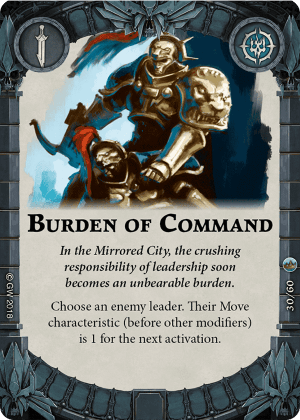 BURDEN OF COMMAND
In the Mirrored City, the crushing
responsibility of leadership soon
becomes an unbearable burden.
Choose an enemy leader. Their Move
characteristic (before other modifiers)
is 1 for the next activation.
© GW 2018
30/60